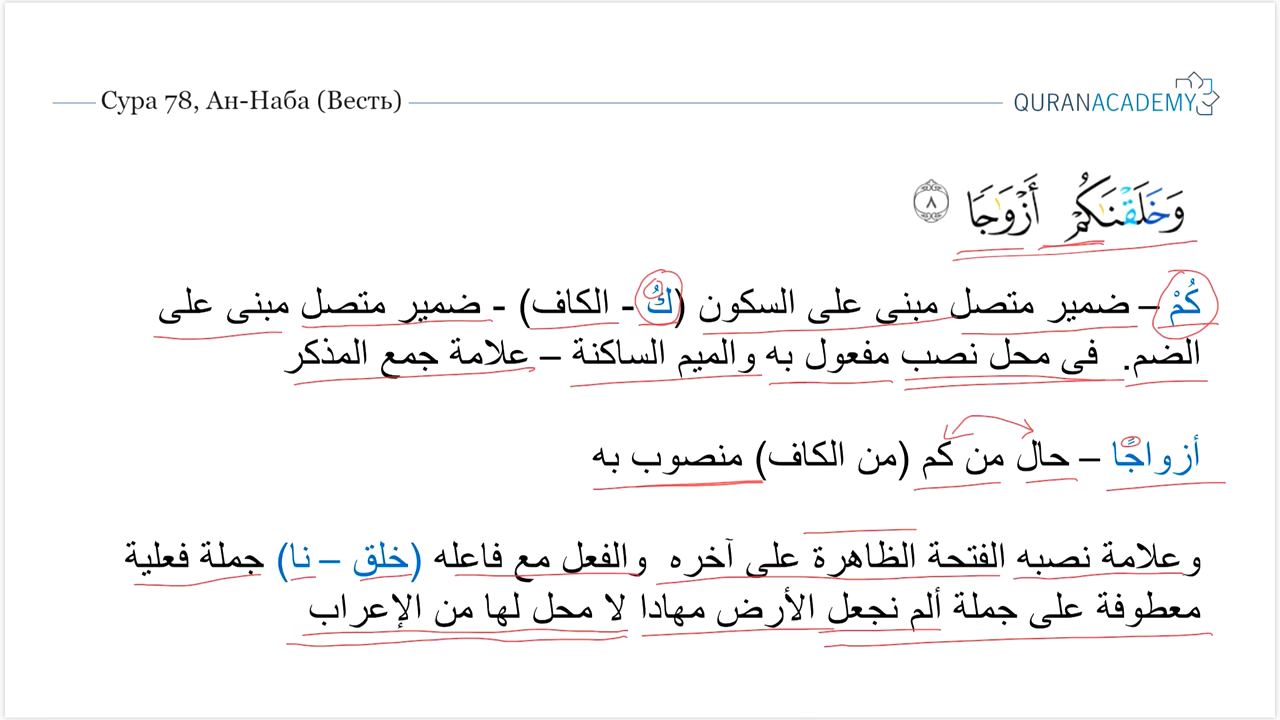 Сура 78, Ан-Наба (Весть)
QURANACADEMY
وَخَلَقْنَـٰكُمْ أَزْوَٰجًا ٨
كُمْ – ضمير متصل مبنى على السكون (كُ - الكاف) - ضمير متصل مبنى على
الضم. فى محل نصب مفعول به والميم الساكنة – علامة جمع المذكر
أزواجًا – حال من كم (من الكاف) منصوب به
وعلامة نصبه الفتحة الظاهرة على آخره والفعل مع فاعله (خلق – نا) جملة فعلية
معطوفة على جملة ألم نجعل الأرض مهادا لا محل لها من الإعراب